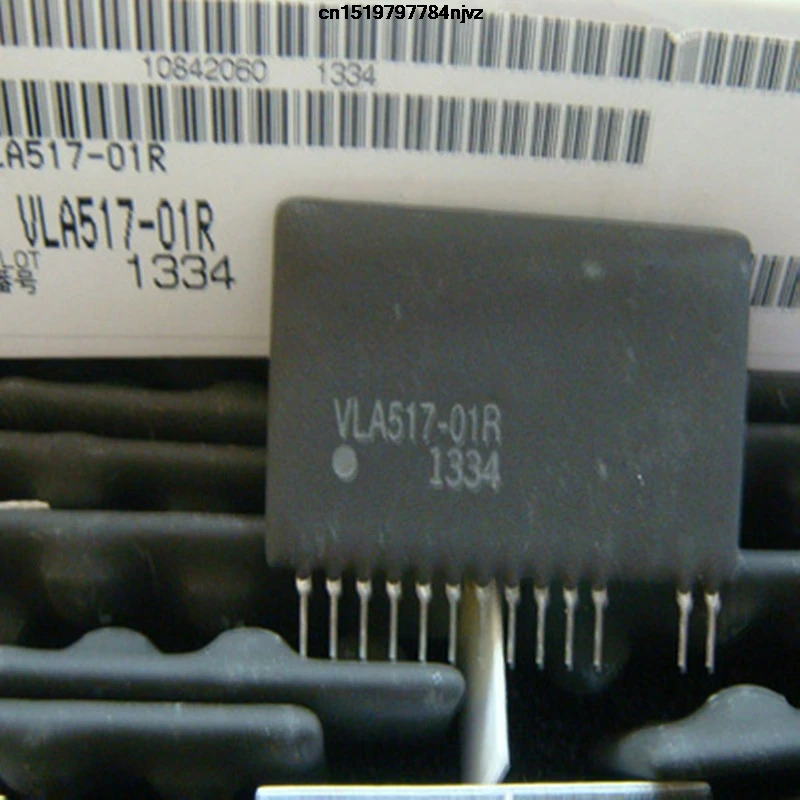 cn1519797784njvz
10842060 1334
LA517-01R
VLA517-01R
LOT
番号 1334
VLA517-01R
1334